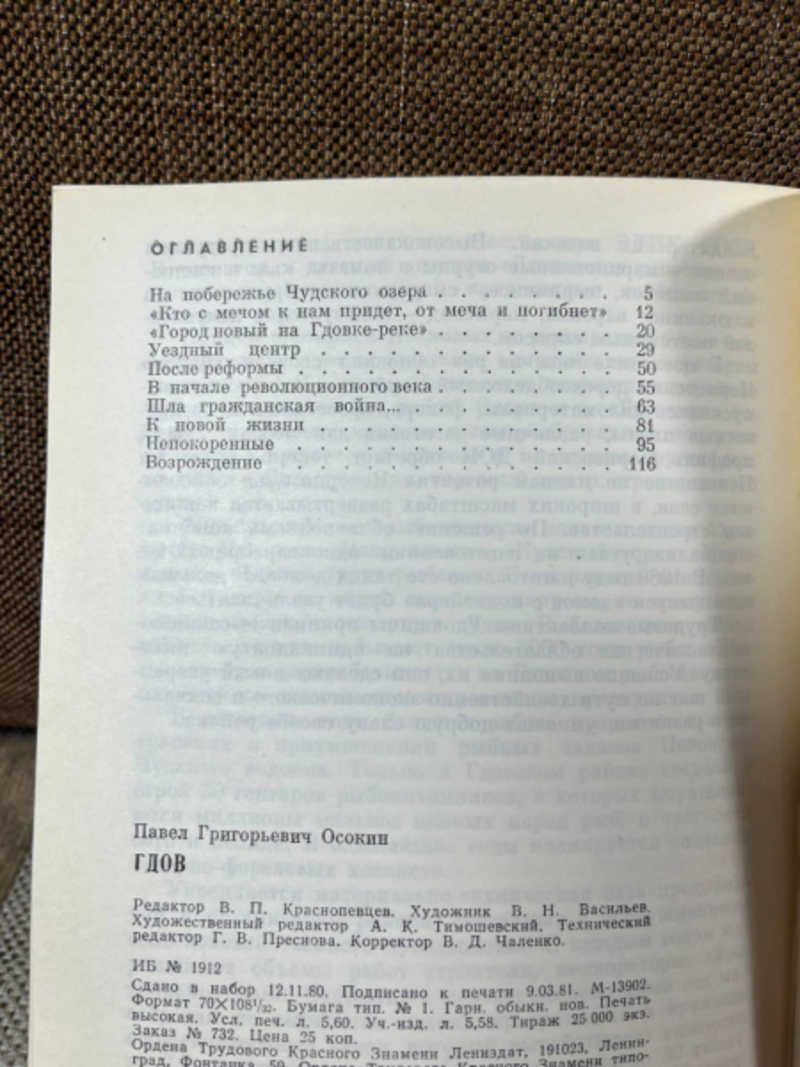 ОГЛАВЛЕНИЕ
На побережье Чудского озера . . . . . . . . 5
«Кто с мечом к нам придет, от меча и погибнет» 12
«Город новый на Гдовке-реке» . . . . . . . . 20
Уездный центр . . . . . . . . . . . . 29
После реформы . . . . . . . . . . . . 50
В начале революционного века . . . . . . . . 55
Шла гражданская война... . . . . . . . . . 63
К новой жизни . . . . . . . . . . . . 81
Непокоренные . . . . . . . . . . . . 95
Возрождение . . . . . . . . . . . . 116
Павел Григорьевич Осокин
ГДОВ
Редактор В. П. Краснопевцев. Художник В. Н. Васильев.
Художественный редактор А. К. Тимошевский. Технический
редактор Г. В. Преснова. Корректор В. Д. Чаленко.
ИБ № 1912
Сдано в набор 12.11.80. Подписано к печати 9.03.81. М-13902.
Формат 70×108¹/₃₂. Бумага тип. № 1. Гарн. обыкн. нов. Печать
высокая. Усл. печ. л. 5,60. Уч.-изд. л. 5,58. Тираж 25 000 экз.
Заказ № 732. Цена 25 коп.
Ордена Трудового Красного Знамени Лениздат, 191023, Ленин-
град, Фонтанка, 59. Ордена Трудового Красного Знамени типо-